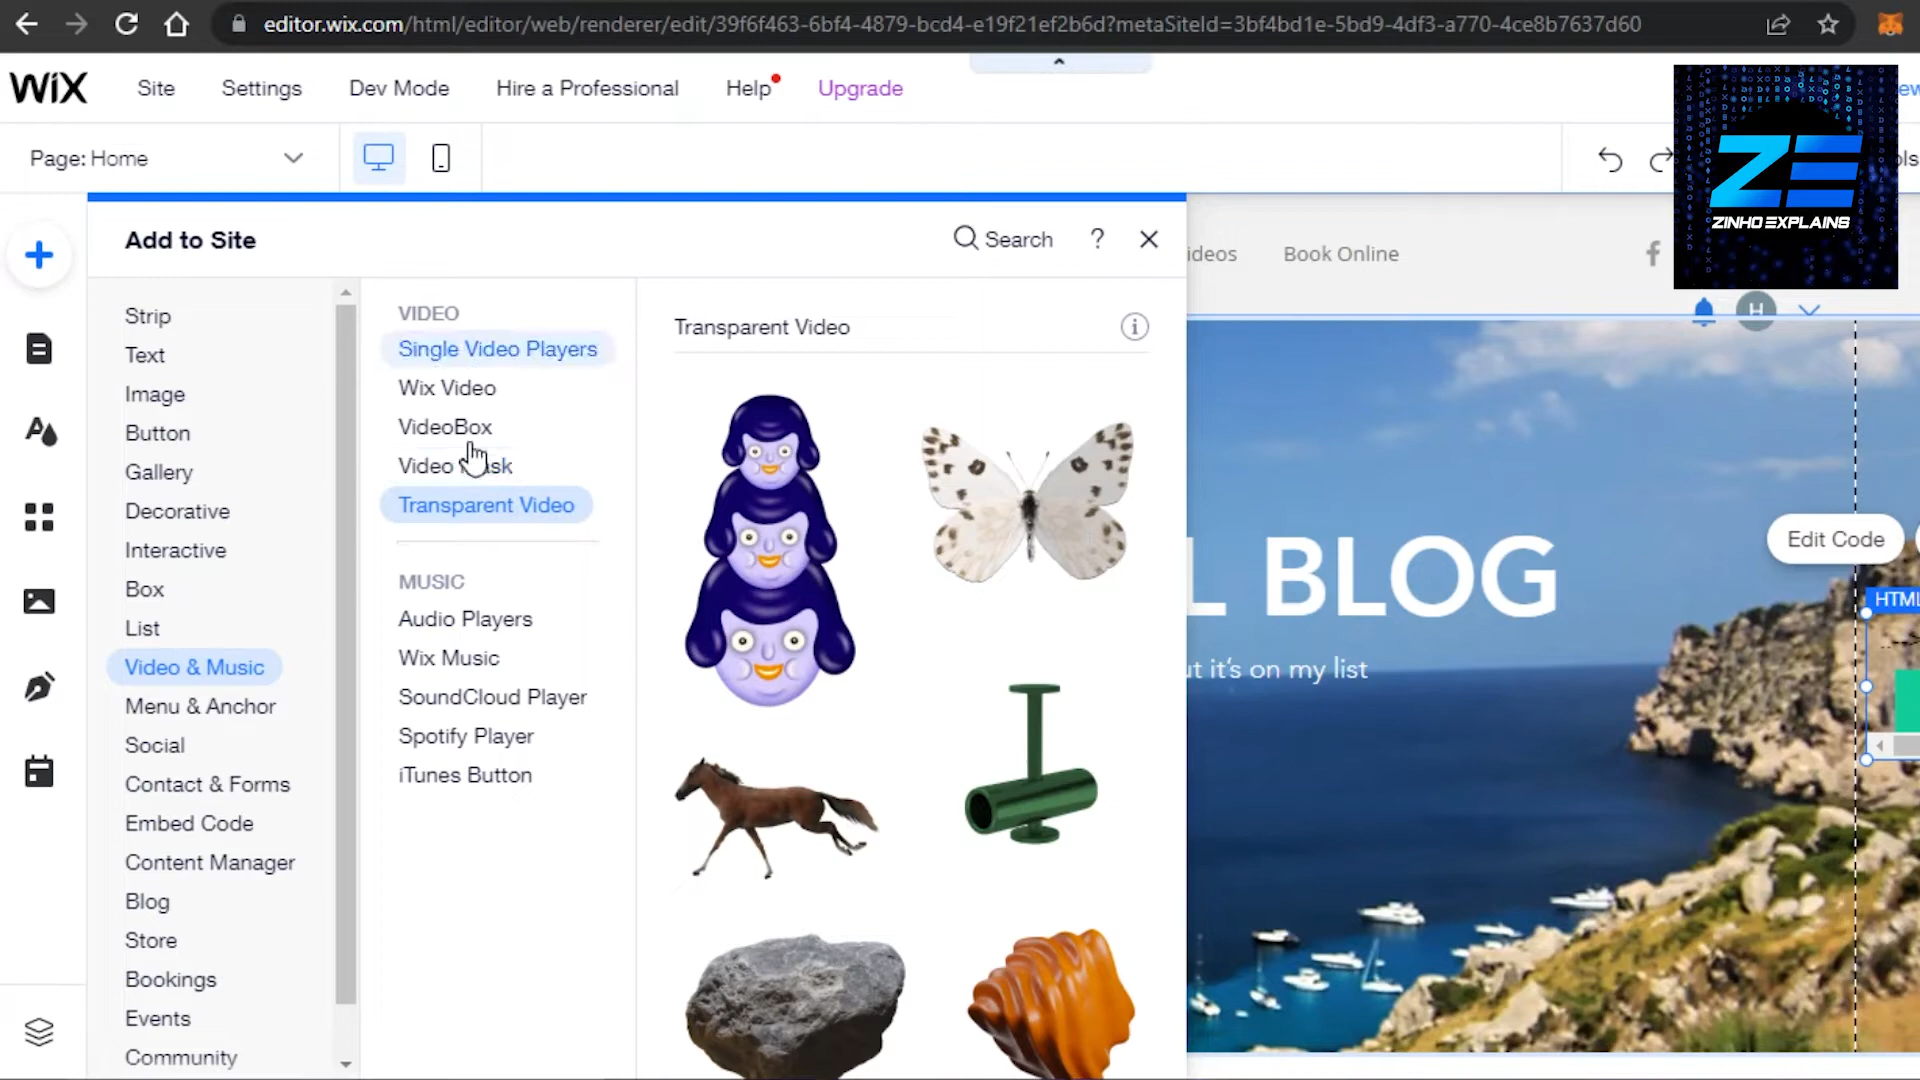 editor.wix.com/html/editor/web/renderer/edit/39f6f463-6bf4-4879-bcd4-e19f21ef2b6d?metaSiteId=3bf4bd1e-5bd9-4df3-a770-4ce8b7637d60
WiX Site Settings Dev Mode Hire a Professional Help Upgrade
Page: Home
ZE
ZINHO EXPLAINS
Add to Site
Search ?
Book Online
f
H
Strip
Text
Image
Button
Gallery
Decorative
Interactive
Box
List
Video & Music
Menu & Anchor
Social
Contact & Forms
Embed Code
Content Manager
Blog
Store
Bookings
Events
Community
VIDEO
Single Video Players
Wix Video
VideoBox
Video
Transparent Video
MUSIC
Audio Players
Wix Music
SoundCloud Player
Spotify Player
iTunes Button
Transparent Video
L BLOG
ut it's on my list
Edit Code
HTML